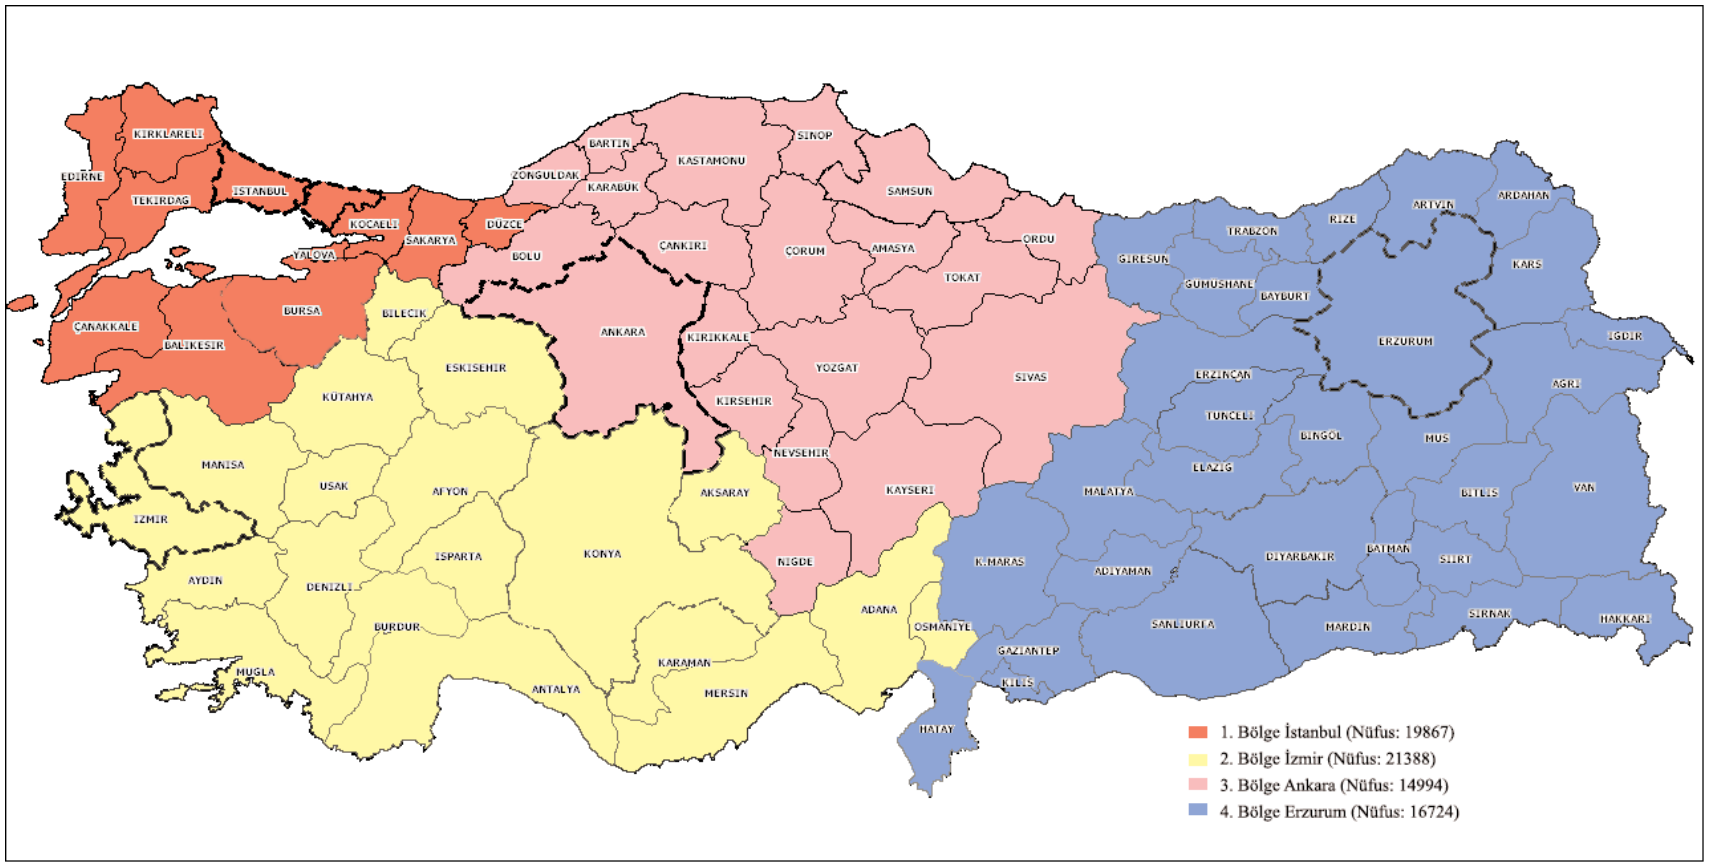 KIRKLARELI
EDIRNE
TEKIRDAG
ISTANBUL
KOCAELI
YALOVA
SAKARYA
DÜZCE
ÇANAKKALE
BALIKESIR
BURSA
BILECIK
ZONGULDAK
BARTIN
KARABÜK
KASTAMONU
SINOP
SAMSUN
BOLU
ÇANKIRI
ÇORUM
AMASYA
TOKAT
ORDU
GIRESUN
TRABZON
RIZE
ARTVIN
ARDAHAN
KARS
GÜMÜSHANE
BAYBURT
ERZURUM
IGDIR
AGRI
ESKISEHIR
ANKARA
KIRIKKALE
YOZGAT
SIVAS
ERZINCAN
TUNCELI
BINGÖL
MUS
KÜTAHYA
KIRSEHIR
NEVSEHIR
KAYSERI
MALATYA
ELAZIG
BITLIS
VAN
MANISA
USAK
AFYON
AKSARAY
IZMIR
ISPARTA
KONYA
NIGDE
K.MARAS
ADIYAMAN
DIYARBAKIR
BATMAN
SIIRT
AYDIN
DENIZLI
BURDUR
ADANA
OSMANIYE
GAZIANTEP
SANLIURFA
MARDIN
SIRNAK
HAKKARI
MUGLA
ANTALYA
KARAMAN
MERSIN
KILIS
HATAY
1. Bölge İstanbul (Nüfus: 19867)
2. Bölge İzmir (Nüfus: 21388)
3. Bölge Ankara (Nüfus: 14994)
4. Bölge Erzurum (Nüfus: 16724)